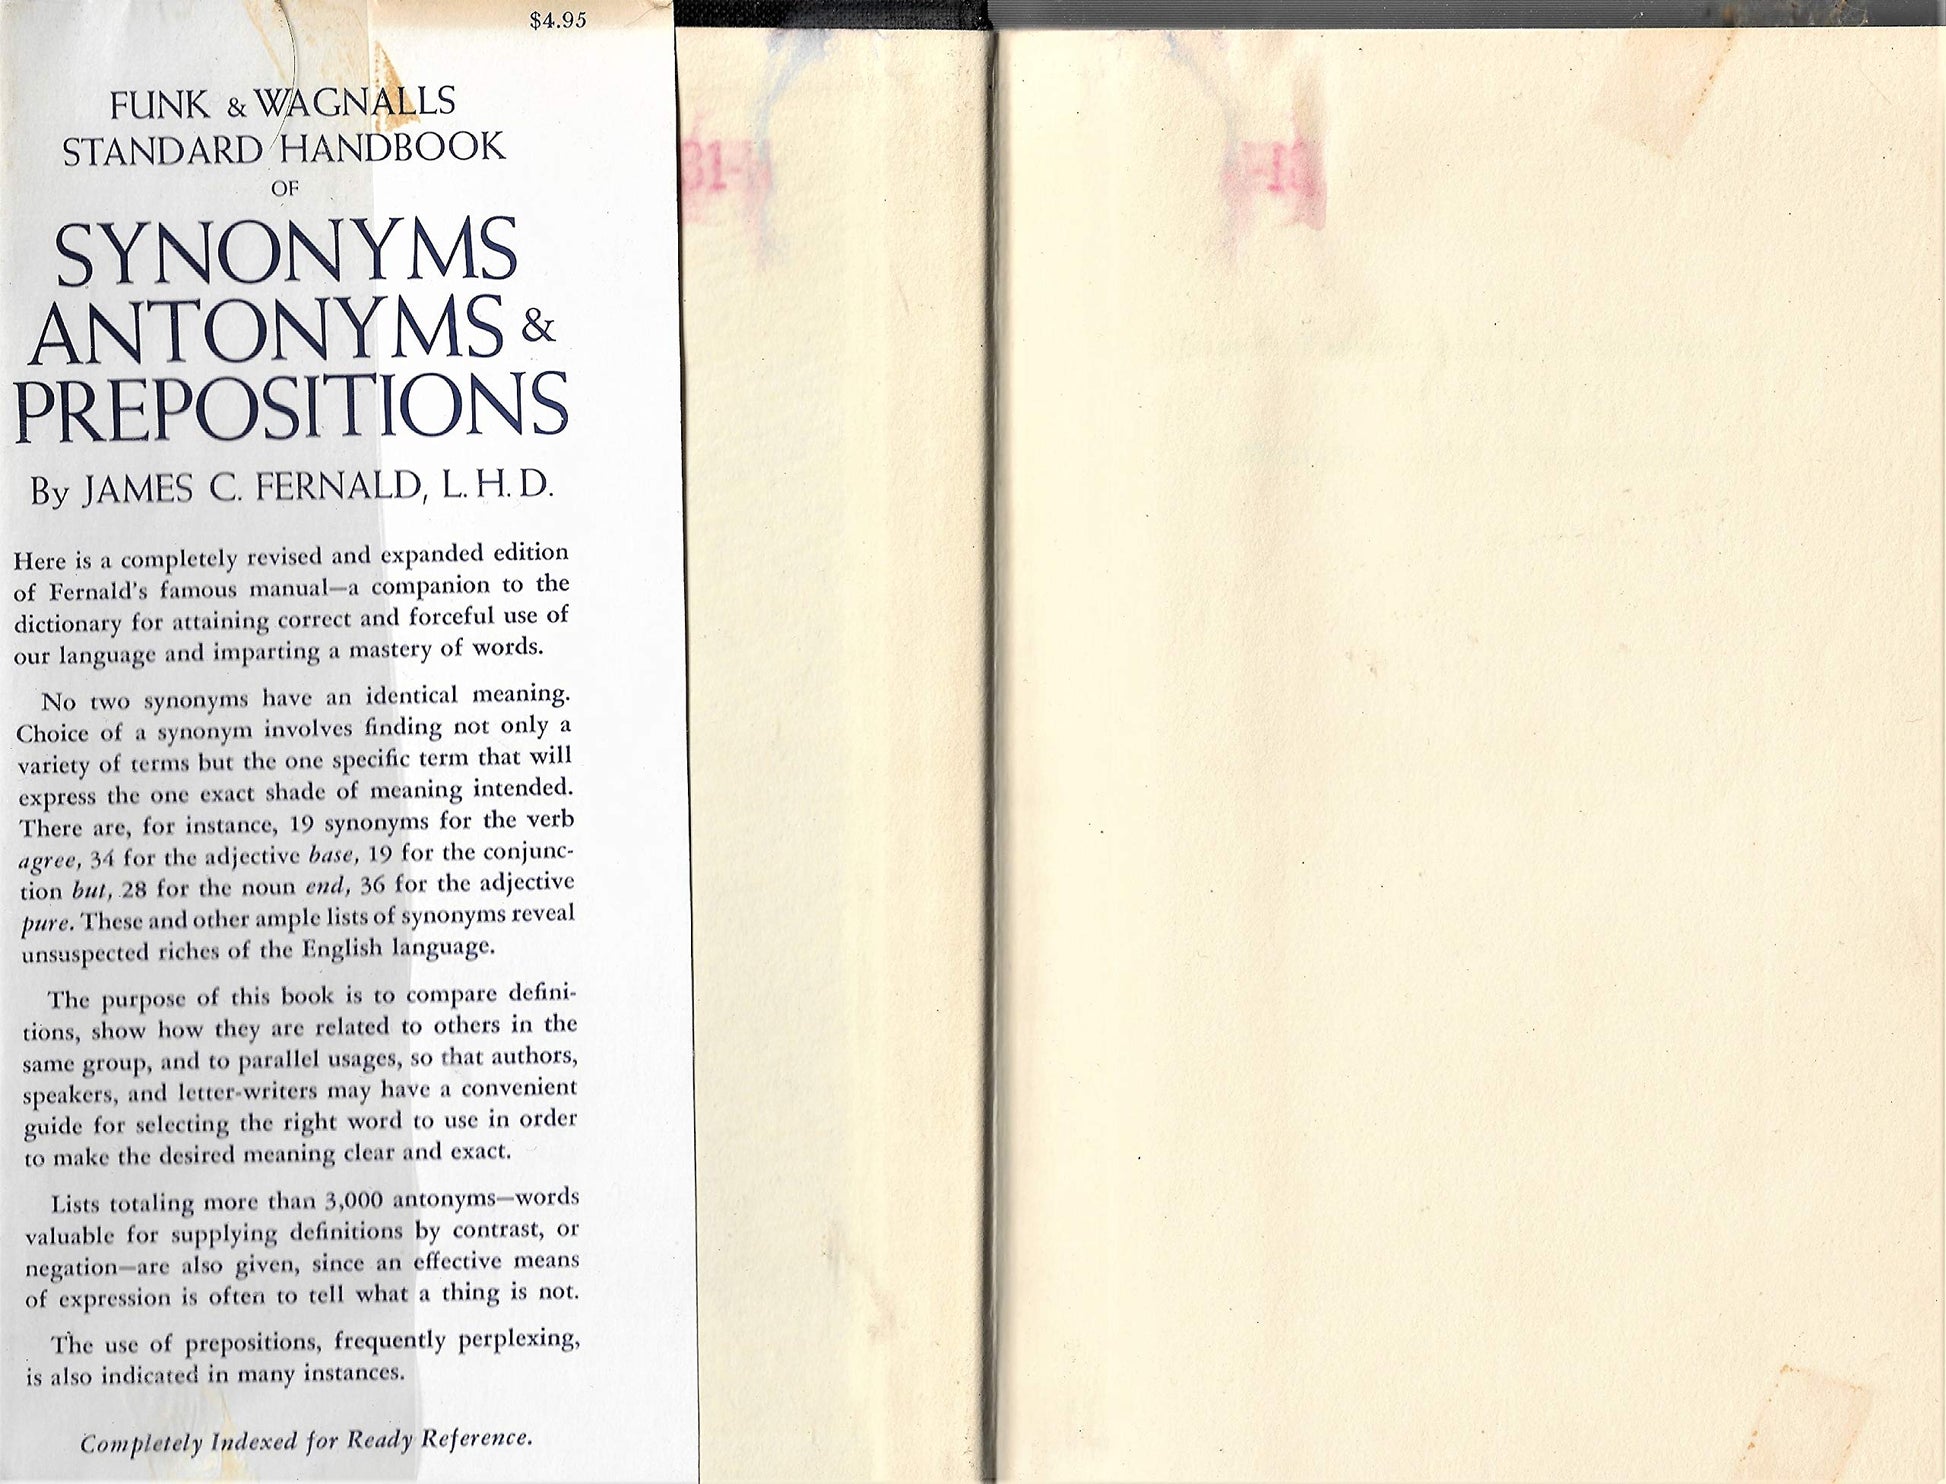 $4.95
FUNK & WAGNALLS
STANDARD HANDBOOK
OF
SYNONYMS
ANTONYMS &
PREPOSITIONS
By JAMES C. FERNALD, L. H. D.
Here is a completely revised and expanded edition
of Fernald's famous manual—a companion to the
dictionary for attaining correct and forceful use of
our language and imparting a mastery of words.
No two synonyms have an identical meaning.
Choice of a synonym involves finding not only a
variety of terms but the one specific term that will
express the one exact shade of meaning intended.
There are, for instance, 19 synonyms for the verb
agree, 34 for the adjective base, 19 for the conjunc-
tion but, 28 for the noun end, 36 for the adjective
pure. These and other ample lists of synonyms reveal
unsuspected riches of the English language.
The purpose of this book is to compare defini-
tions, show how they are related to others in the
same group, and to parallel usages, so that authors,
speakers, and letter-writers may have a convenient
guide for selecting the right word to use in order
to make the desired meaning clear and exact.
Lists totaling more than 3,000 antonyms—words
valuable for supplying definitions by contrast, or
negation—are also given, since an effective means
of expression is often to tell what a thing is not.
The use of prepositions, frequently perplexing,
is also indicated in many instances.
Completely Indexed for Ready Reference.